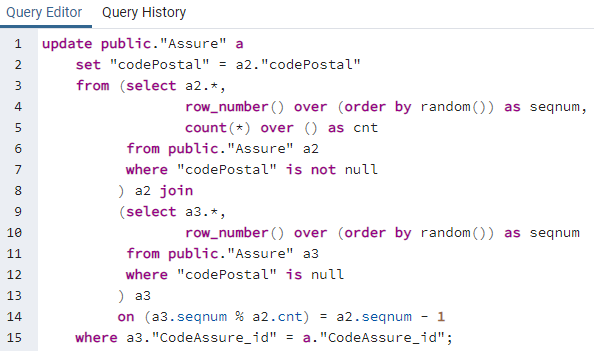 Query Editor Query History
1 update public."Assure" a
2 set "codePostal" = a2."codePostal"
3 from (select a2.*,
4 row_number() over (order by random()) as seqnum,
5 count(*) over () as cnt
6 from public."Assure" a2
7 where "codePostal" is not null
8 ) a2 join
9 (select a3.*,
10 row_number() over (order by random()) as seqnum
11 from public."Assure" a3
12 where "codePostal" is null
13 ) a3
14 on (a3.seqnum % a2.cnt) = a2.seqnum - 1
15 where a3."CodeAssure_id" = a."CodeAssure_id";